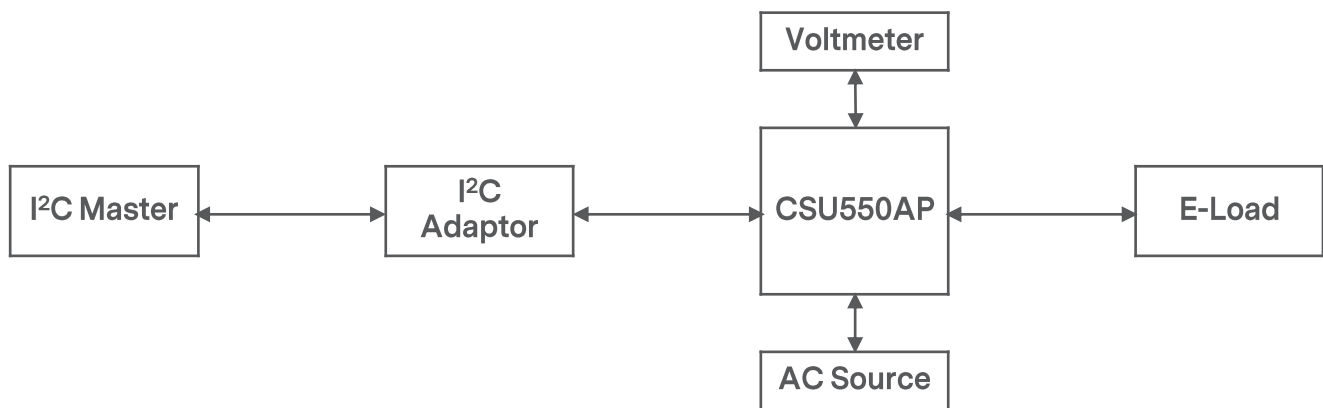 Voltmeter
I²C Master
I²C
Adaptor
CSU550AP
E-Load
AC Source